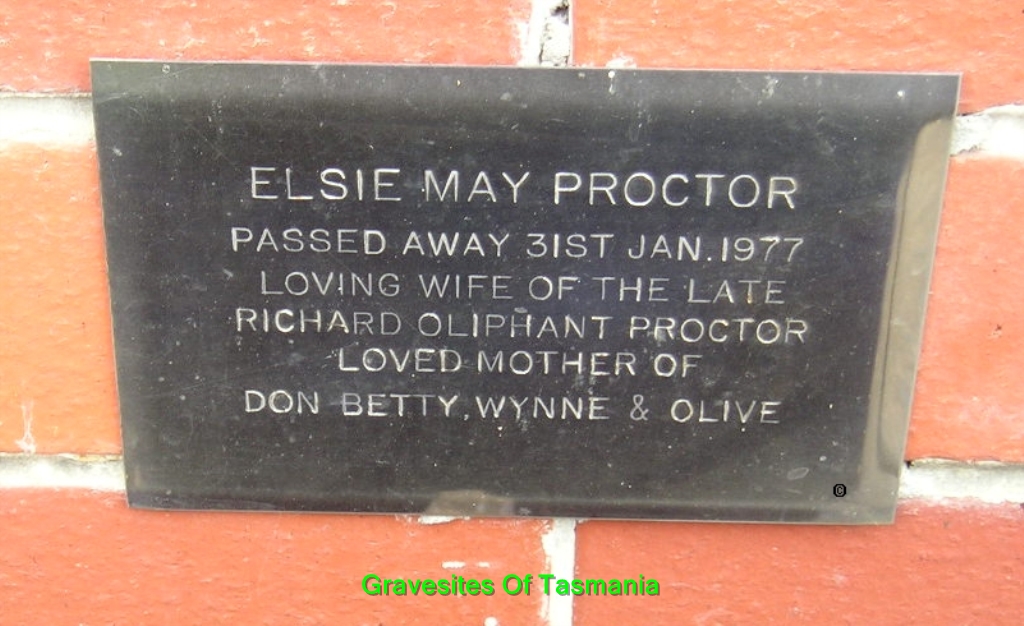 ELSIE MAY PROCTOR
PASSED AWAY 31ST JAN. 1977
LOVING WIFE OF THE LATE
RICHARD OLIPHANT PROCTOR
LOVED MOTHER OF
DON BETTY, WYNNE & OLIVE
©
Gravesites Of Tasmania